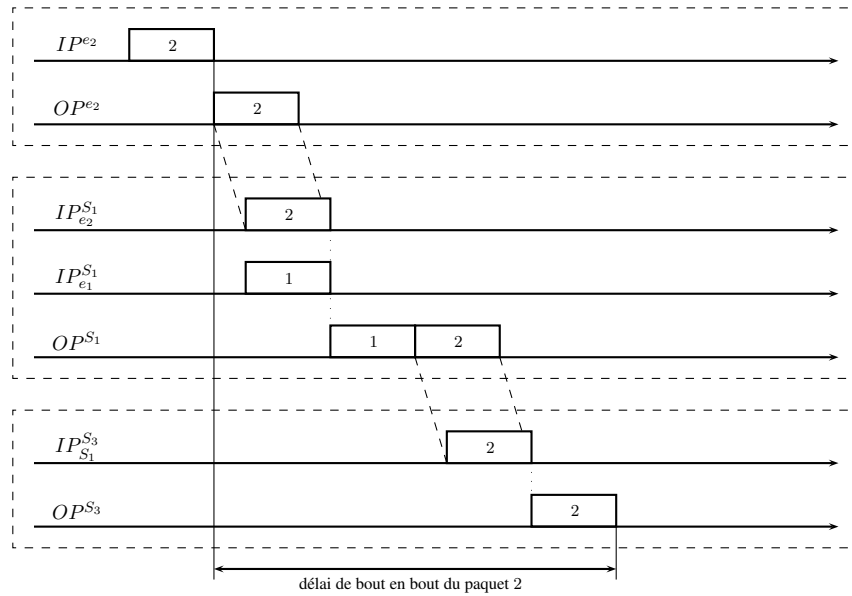 IP^{e_2} 2
OP^{e_2} 2
IP^{S_1}_{e_2} 2
IP^{S_1}_{e_1} 1
OP^{S_1} 1 2
IP^{S_3}_{S_1} 2
OP^{S_3} 2
délai de bout en bout du paquet 2